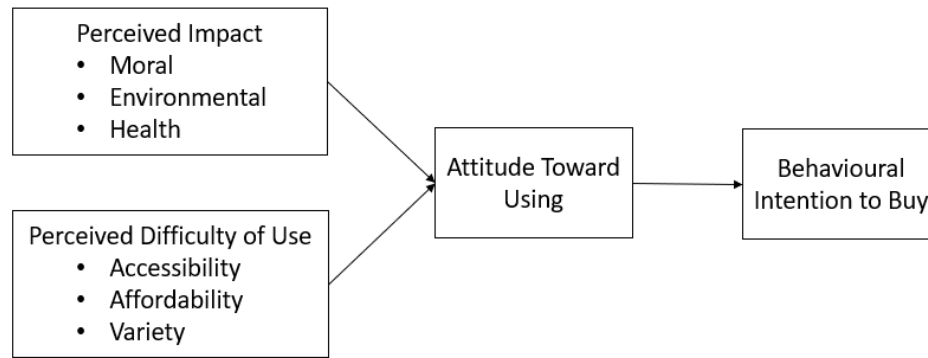 Perceived Impact
• Moral
• Environmental
• Health
Perceived Difficulty of Use
• Accessibility
• Affordability
• Variety
Attitude Toward
Using
Behavioural
Intention to Buy